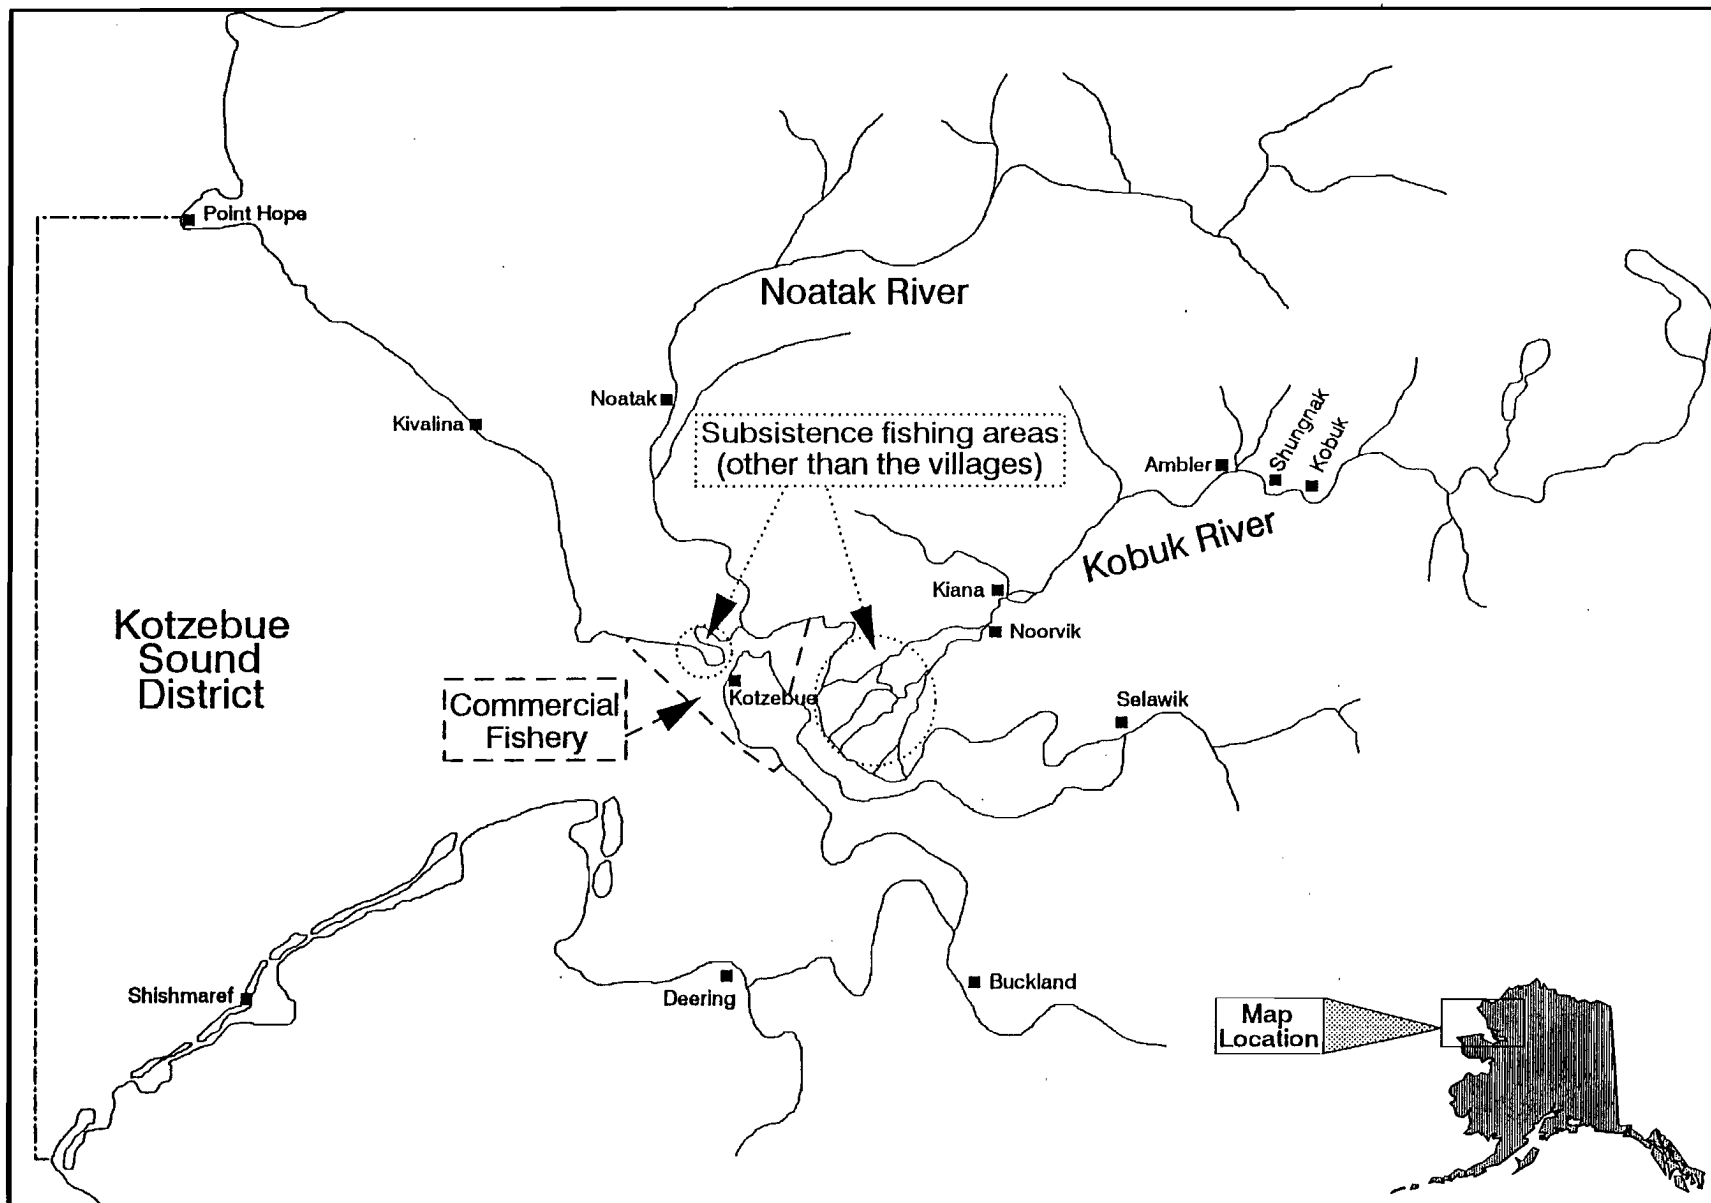 Point Hope
Noatak River
Noatak
Kivalina
Subsistence fishing areas
(other than the villages)
Ambler
Shungnak
Kobuk
Kobuk River
Kiana
Noorvik
Kotzebue
Sound
District
Commercial
Fishery
Kotzebue
Selawik
Shishmaref
Deering
Buckland
Map
Location